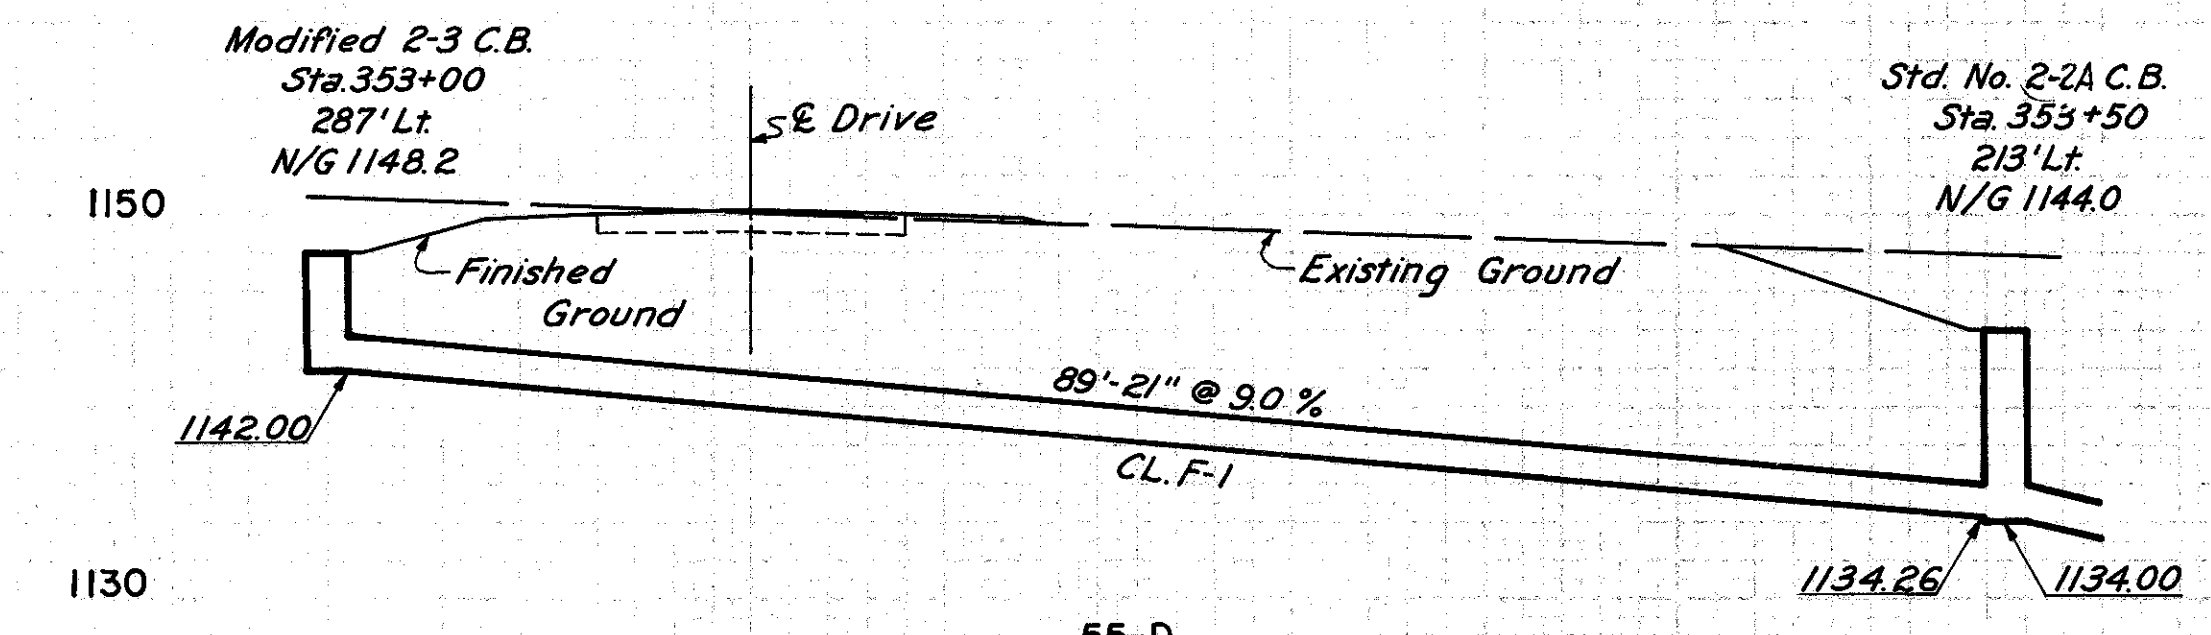 Modified 2-3 C.B.
Sta. 353+00
287' Lt.
N/G 1148.2
Std. No. 2-2A C.B.
Sta. 353+50
213' Lt.
N/G 1144.0
℄ Drive
1150
Finished
Ground
Existing Ground
89'-21" @ 9.0 %
CL. F-1
1142.00
1134.26
1134.00
1130